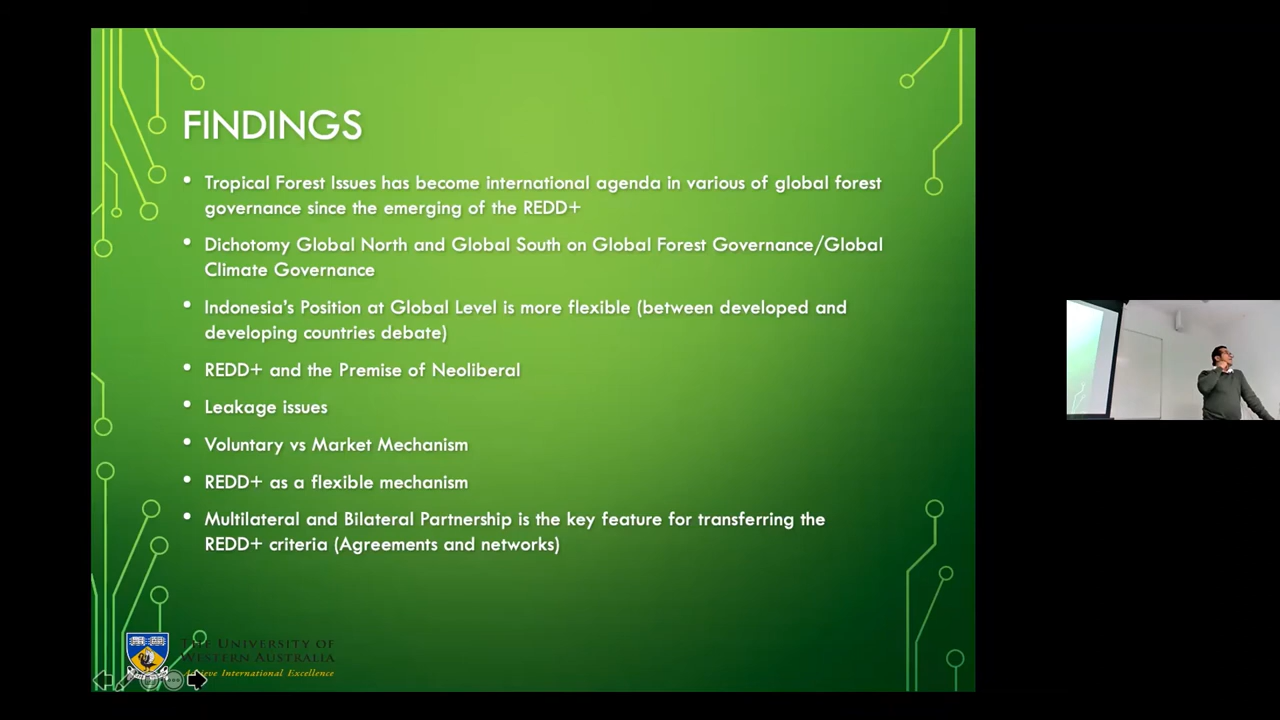 FINDINGS
• Tropical Forest Issues has become international agenda in various of global forest
governance since the emerging of the REDD+
• Dichotomy Global North and Global South on Global Forest Governance/Global
Climate Governance
• Indonesia's Position at Global Level is more flexible (between developed and
developing countries debate)
• REDD+ and the Premise of Neoliberal
• Leakage issues
• Voluntary vs Market Mechanism
• REDD+ as a flexible mechanism
• Multilateral and Bilateral Partnership is the key feature for transferring the
REDD+ criteria (Agreements and networks)
THE UNIVERSITY OF
WESTERN AUSTRALIA
Achieve International Excellence